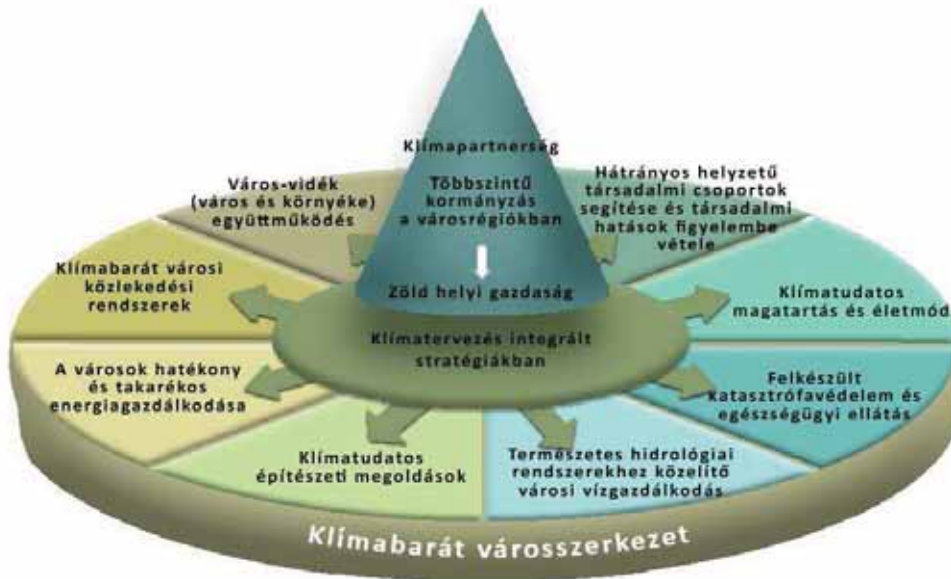 Klímapartnerség
Többszintű
kormányzás
a városrégiókban
Zöld helyi gazdaság
Klímatervezés integrált
stratégiákban
Város-vidék
(város és környéke)
együttműködés
Hátrányos helyzetű
társadalmi csoportok
segítése és társadalmi
hatások figyelembe
vétele
Klímabarát városi
közlekedési
rendszerek
Klímatudatos
magatartás és életmód
A városok hatékony
és takarékos
energiagazdálkodása
Felkészült
katasztrófavédelem és
egészségügyi ellátás
Klímatudatos
építészeti megoldások
Természetes hidrológiai
rendszerekhez közelítő
városi vízgazdálkodás
Klímabarát városszerkezet